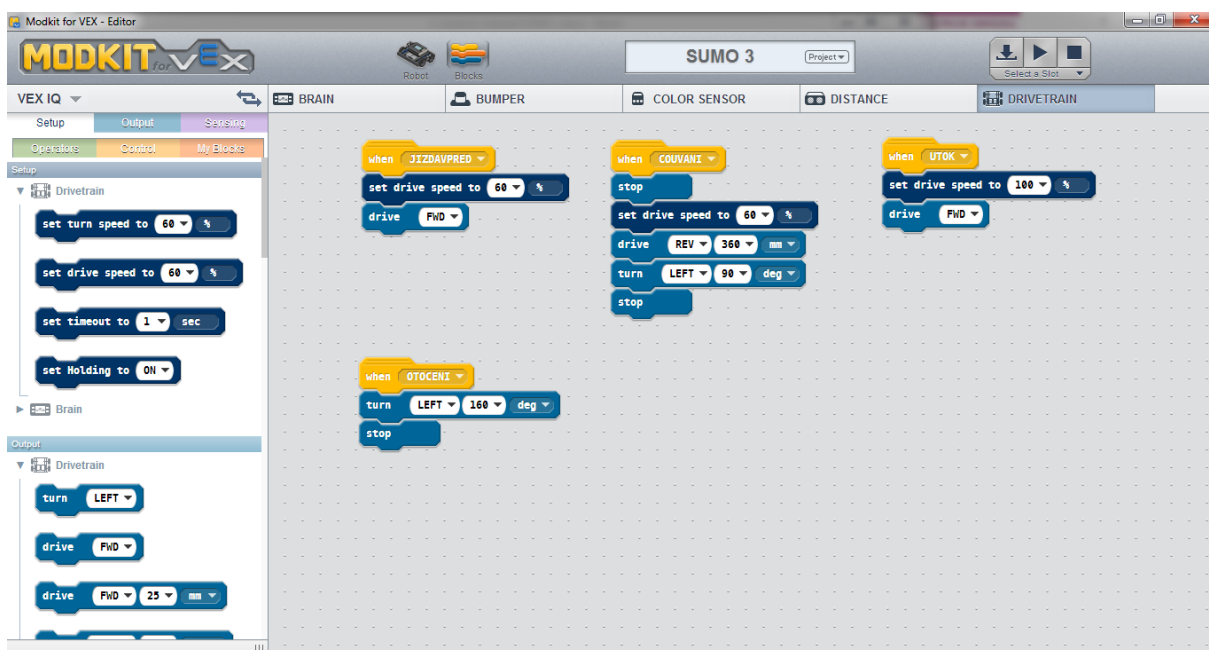 Modkit for VEX - Editor
MODKIT for VEX
Robot
Blocks
SUMO 3
Project
Select a Slot
VEX IQ
BRAIN
BUMPER
COLOR SENSOR
DISTANCE
DRIVETRAIN
Setup Output Sensing
Operators Control My Blocks
Setup
Drivetrain
set turn speed to 60 %
set drive speed to 60 %
set timeout to 1 sec
set Holding to ON
Brain
Output
Drivetrain
turn LEFT
drive FWD
drive FWD 25 mm
when JIZDAVPRED
set drive speed to 60 %
drive FWD
when COUVANI
stop
set drive speed to 60 %
drive REV 360 mm
turn LEFT 90 deg
stop
when UTOK
set drive speed to 100 %
drive FWD
when OTOCENI
turn LEFT 160 deg
stop